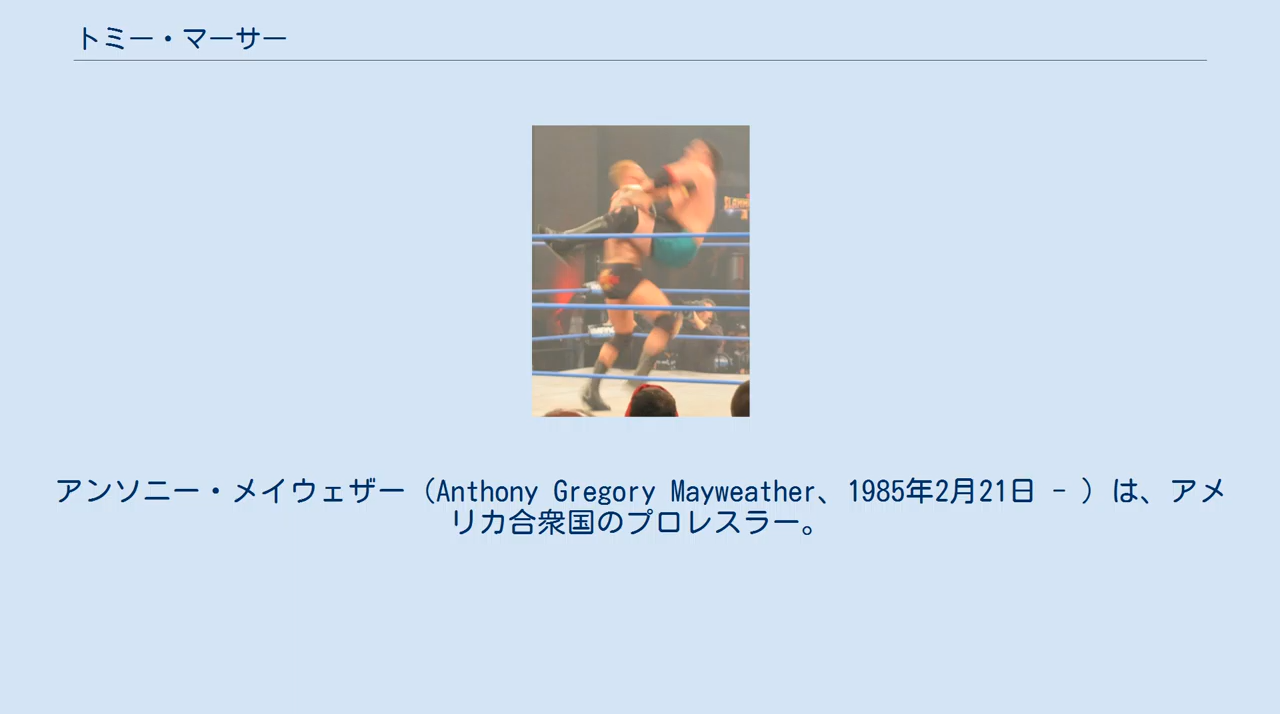 トミー・マーサー
アンソニー・メイウェザー（Anthony Gregory Mayweather、1985年2月21日 - ）は、アメ
リカ合衆国のプロレスラー。